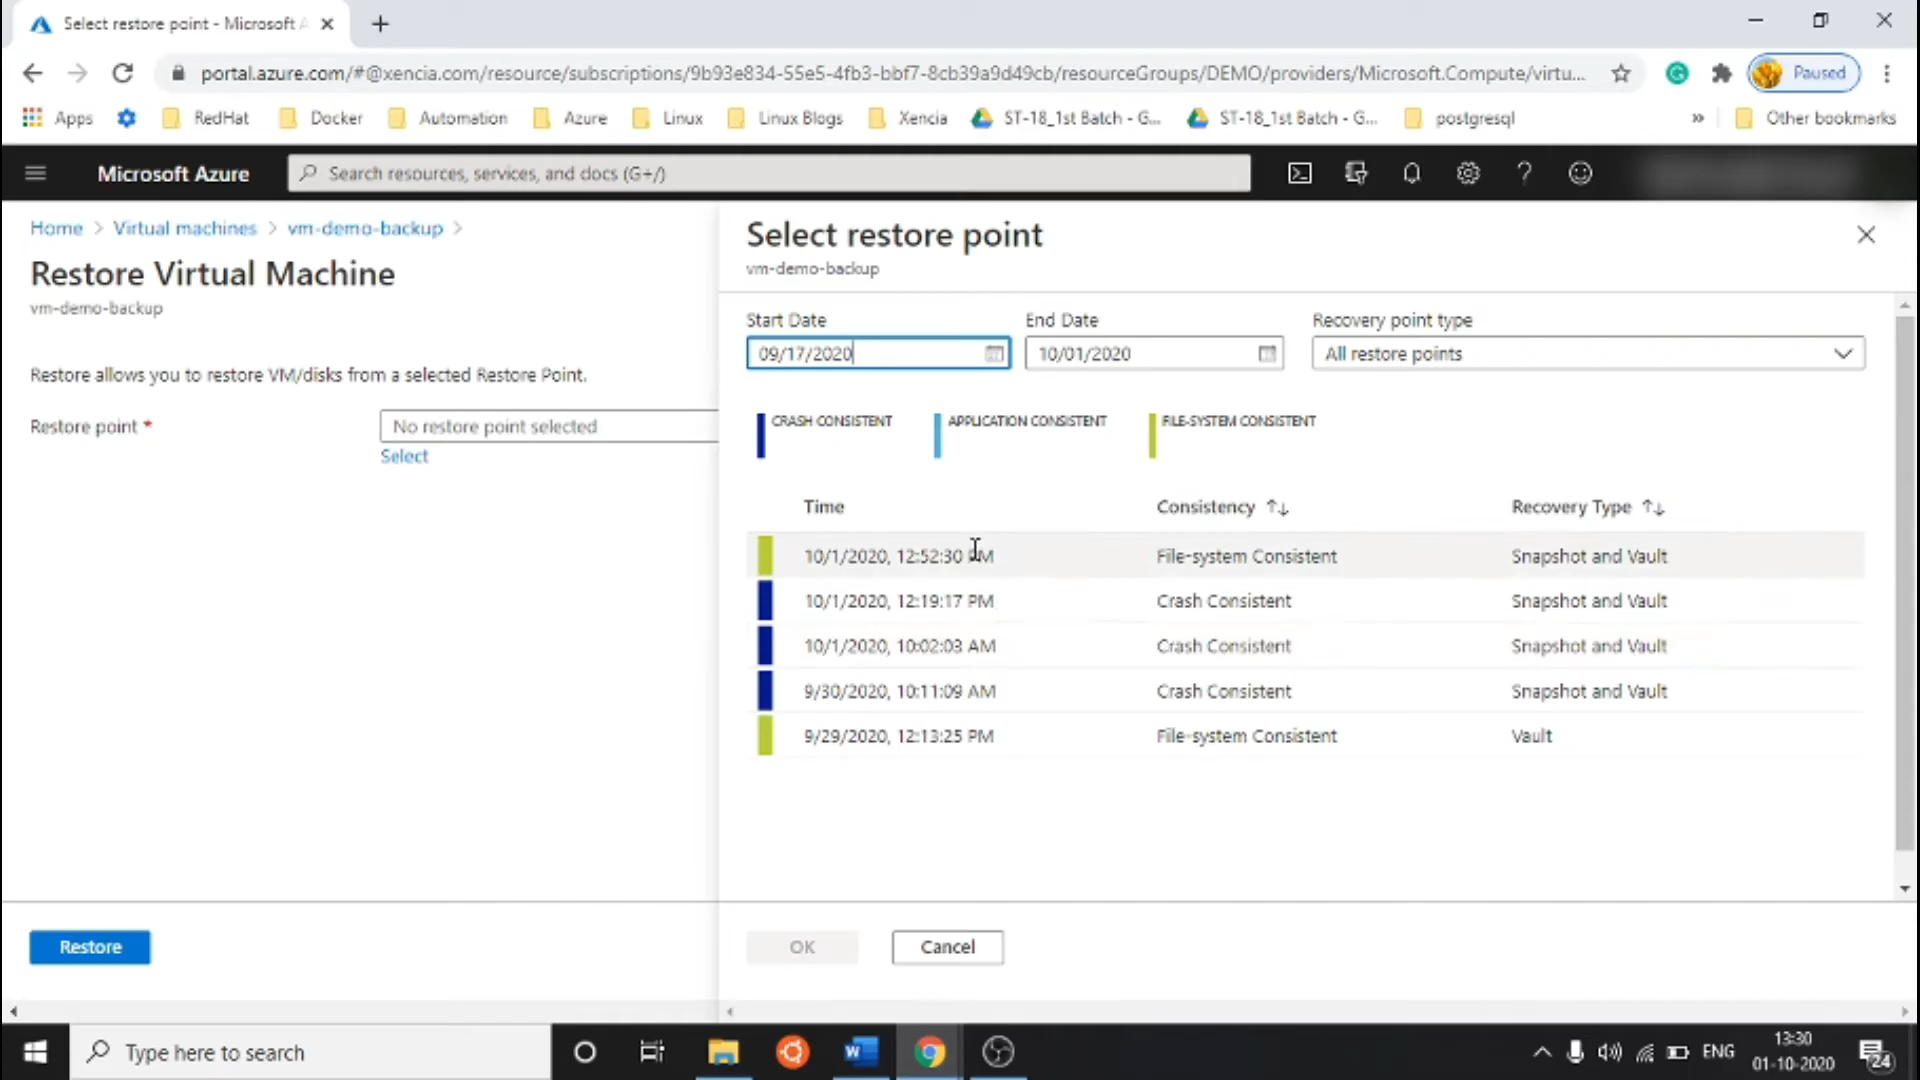 Select restore point - Microsoft A
portal.azure.com/#@xencia.com/resource/subscriptions/9b93e834-55e5-4fb3-bbf7-8cb39a9d49cb/resourceGroups/DEMO/providers/Microsoft.Compute/virtu...
Paused
Apps RedHat Docker Automation Azure Linux Linux Blogs Xencia ST-18_1st Batch - G... ST-18_1st Batch - G... postgresql » Other bookmarks
Microsoft Azure
Search resources, services, and docs (G+/)
Home > Virtual machines > vm-demo-backup >
Restore Virtual Machine
vm-demo-backup
Restore allows you to restore VM/disks from a selected Restore Point.
Restore point *
No restore point selected
Select
Restore
Select restore point
vm-demo-backup
Start Date End Date Recovery point type
09/17/2020 10/01/2020 All restore points
CRASH CONSISTENT APPLICATION CONSISTENT FILE-SYSTEM CONSISTENT
Time Consistency Recovery Type
10/1/2020, 12:52:30 PM File-system Consistent Snapshot and Vault
10/1/2020, 12:19:17 PM Crash Consistent Snapshot and Vault
10/1/2020, 10:02:03 AM Crash Consistent Snapshot and Vault
9/30/2020, 10:11:09 AM Crash Consistent Snapshot and Vault
9/29/2020, 12:13:25 PM File-system Consistent Vault
OK Cancel
Type here to search
ENG
13:30
01-10-2020
24